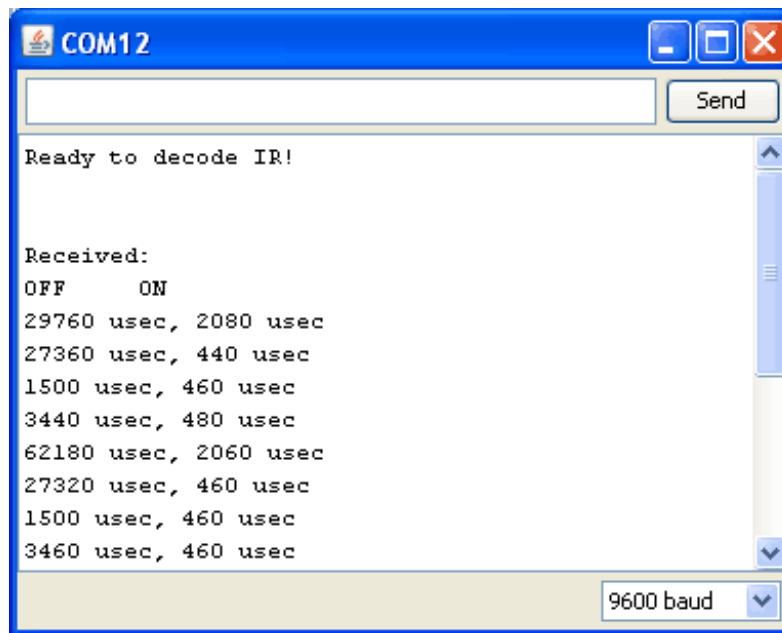 COM12
Send
Ready to decode IR!
Received:
OFF ON
29760 usec, 2080 usec
27360 usec, 440 usec
1500 usec, 460 usec
3440 usec, 480 usec
62180 usec, 2060 usec
27320 usec, 460 usec
1500 usec, 460 usec
3460 usec, 460 usec
9600 baud